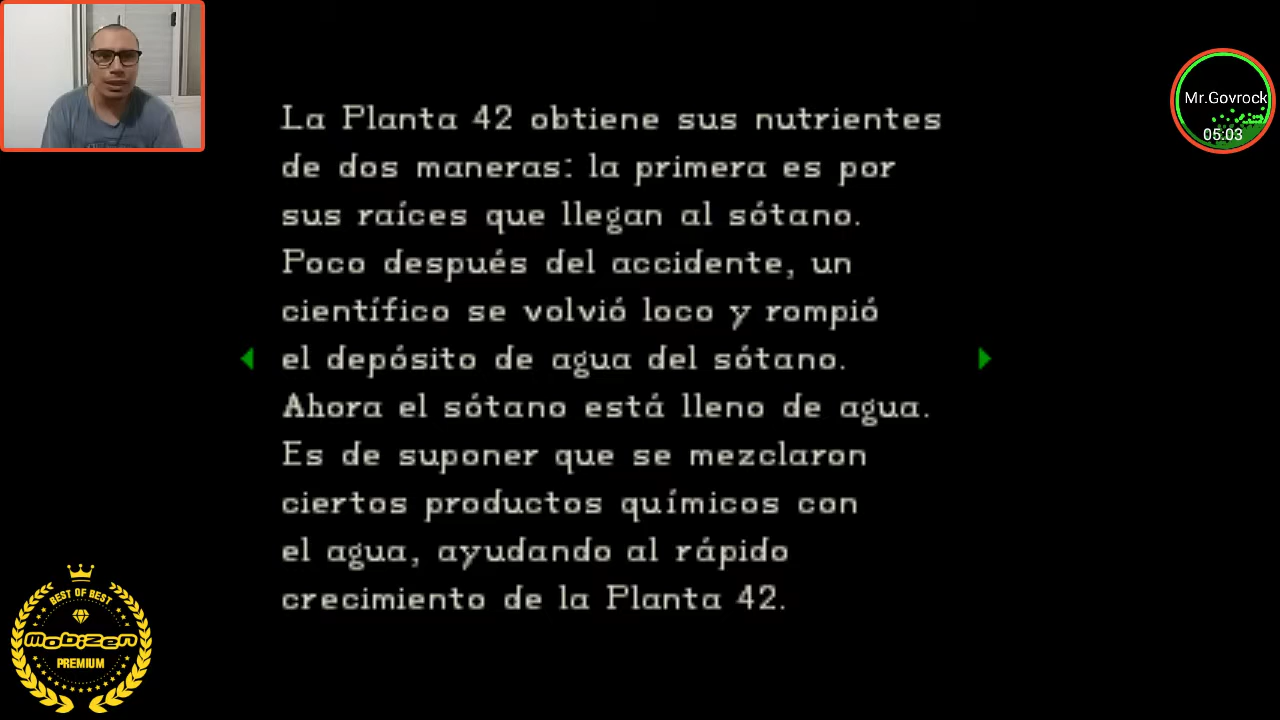 La Planta 42 obtiene sus nutrientes
de dos maneras: la primera es por
sus raíces que llegan al sótano.
Poco después del accidente, un
científico se volvió loco y rompió
el depósito de agua del sótano.
Ahora el sótano está lleno de agua.
Es de suponer que se mezclaron
ciertos productos químicos con
el agua, ayudando al rápido
crecimiento de la Planta 42.
Mr.Govrock
05:03
BEST OF BEST
Mobizen
PREMIUM